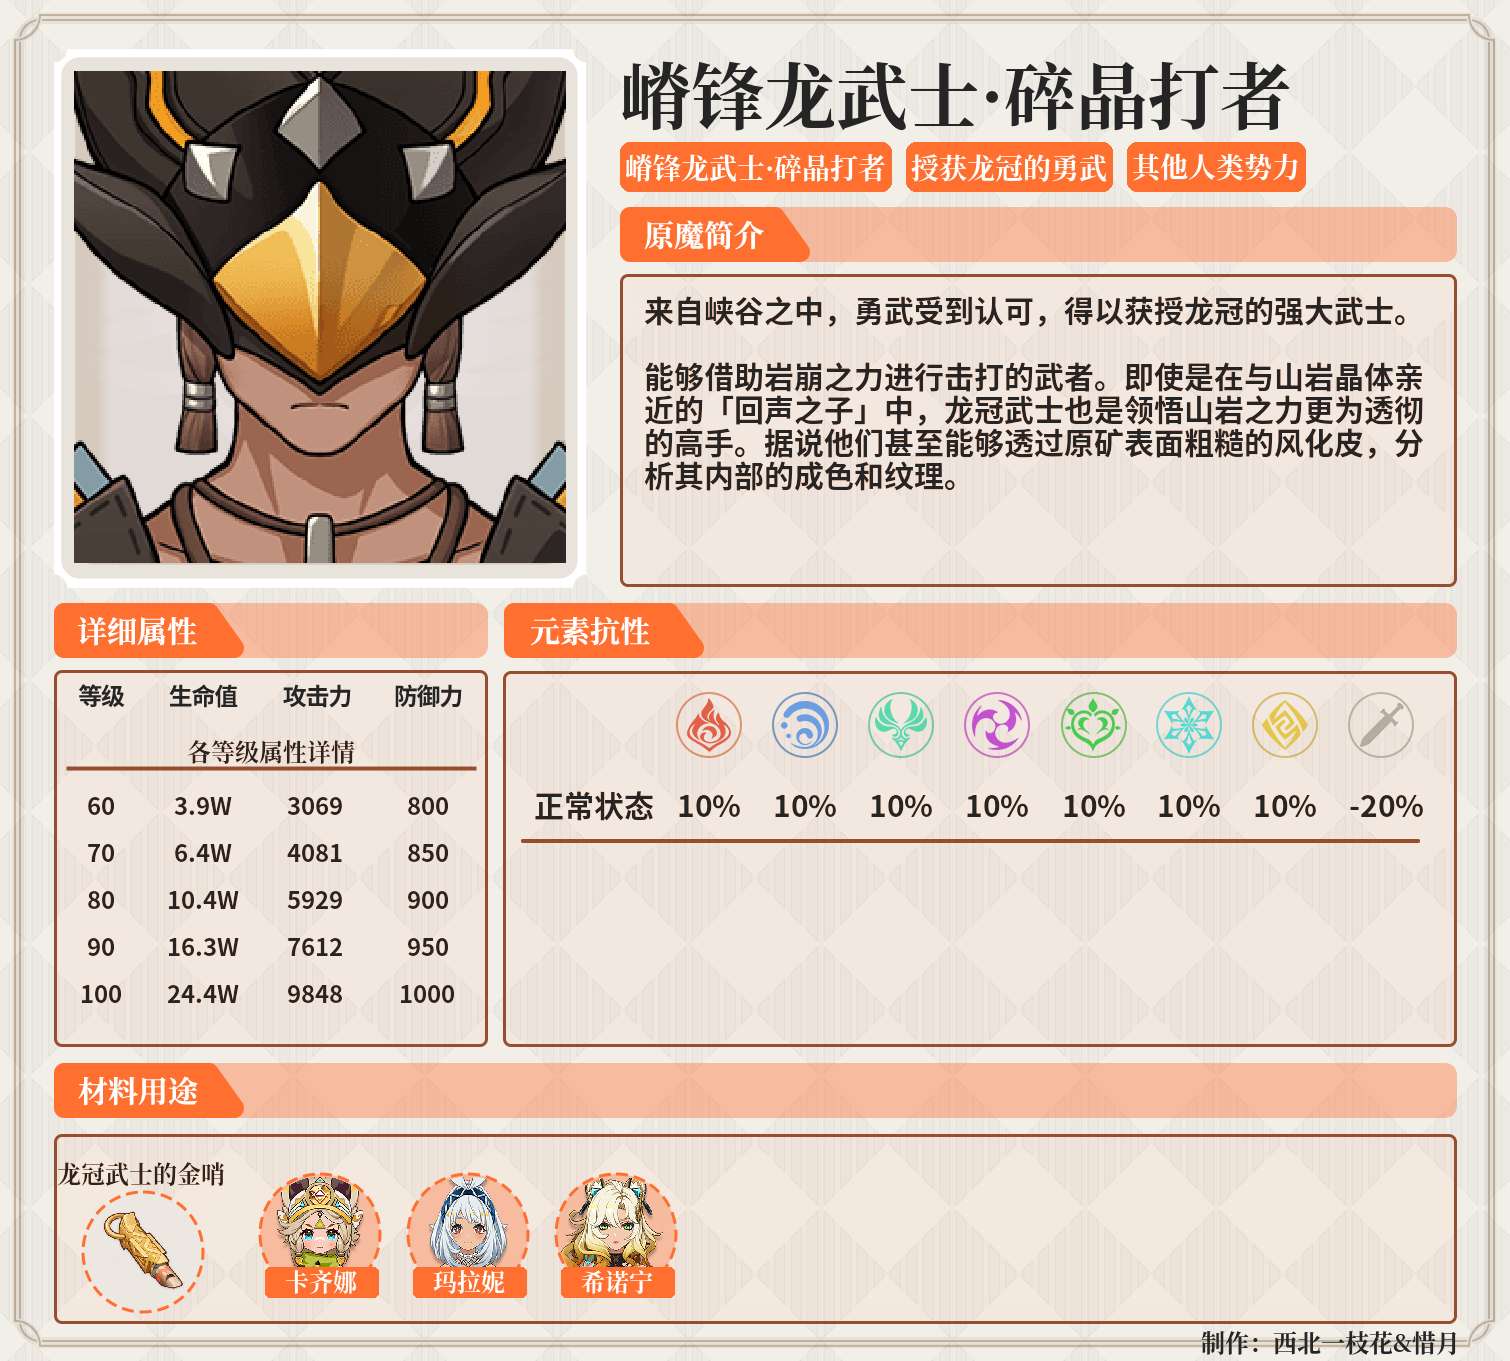 嵴锋龙武士·碎晶打者
嵴锋龙武士·碎晶打者 授获龙冠的勇武 其他人类势力
原魔简介
来自峡谷之中，勇武受到认可，得以获授龙冠的强大武士。
能够借助岩崩之力进行击打的武者。即使是在与山岩晶体亲
近的「回声之子」中，龙冠武士也是领悟山岩之力更为透彻
的高手。据说他们甚至能够透过原矿表面粗糙的风化皮，分
析其内部的成色和纹理。
详细属性
等级 生命值 攻击力 防御力
各等级属性详情
60 3.9W 3069 800
70 6.4W 4081 850
80 10.4W 5929 900
90 16.3W 7612 950
100 24.4W 9848 1000
元素抗性
正常状态 10% 10% 10% 10% 10% 10% 10% -20%
材料用途
龙冠武士的金哨
卡齐娜 玛拉妮 希诺宁
制作：西北一枝花&惜月